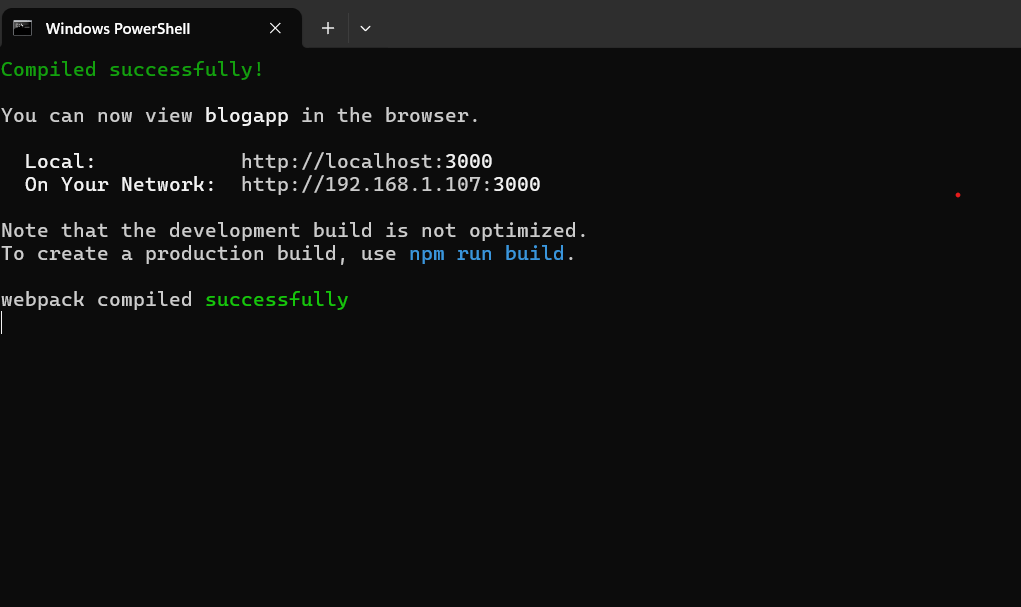 Windows PowerShell
Compiled successfully!
You can now view blogapp in the browser.
Local: http://localhost:3000
On Your Network: http://192.168.1.107:3000
Note that the development build is not optimized.
To create a production build, use npm run build.
webpack compiled successfully